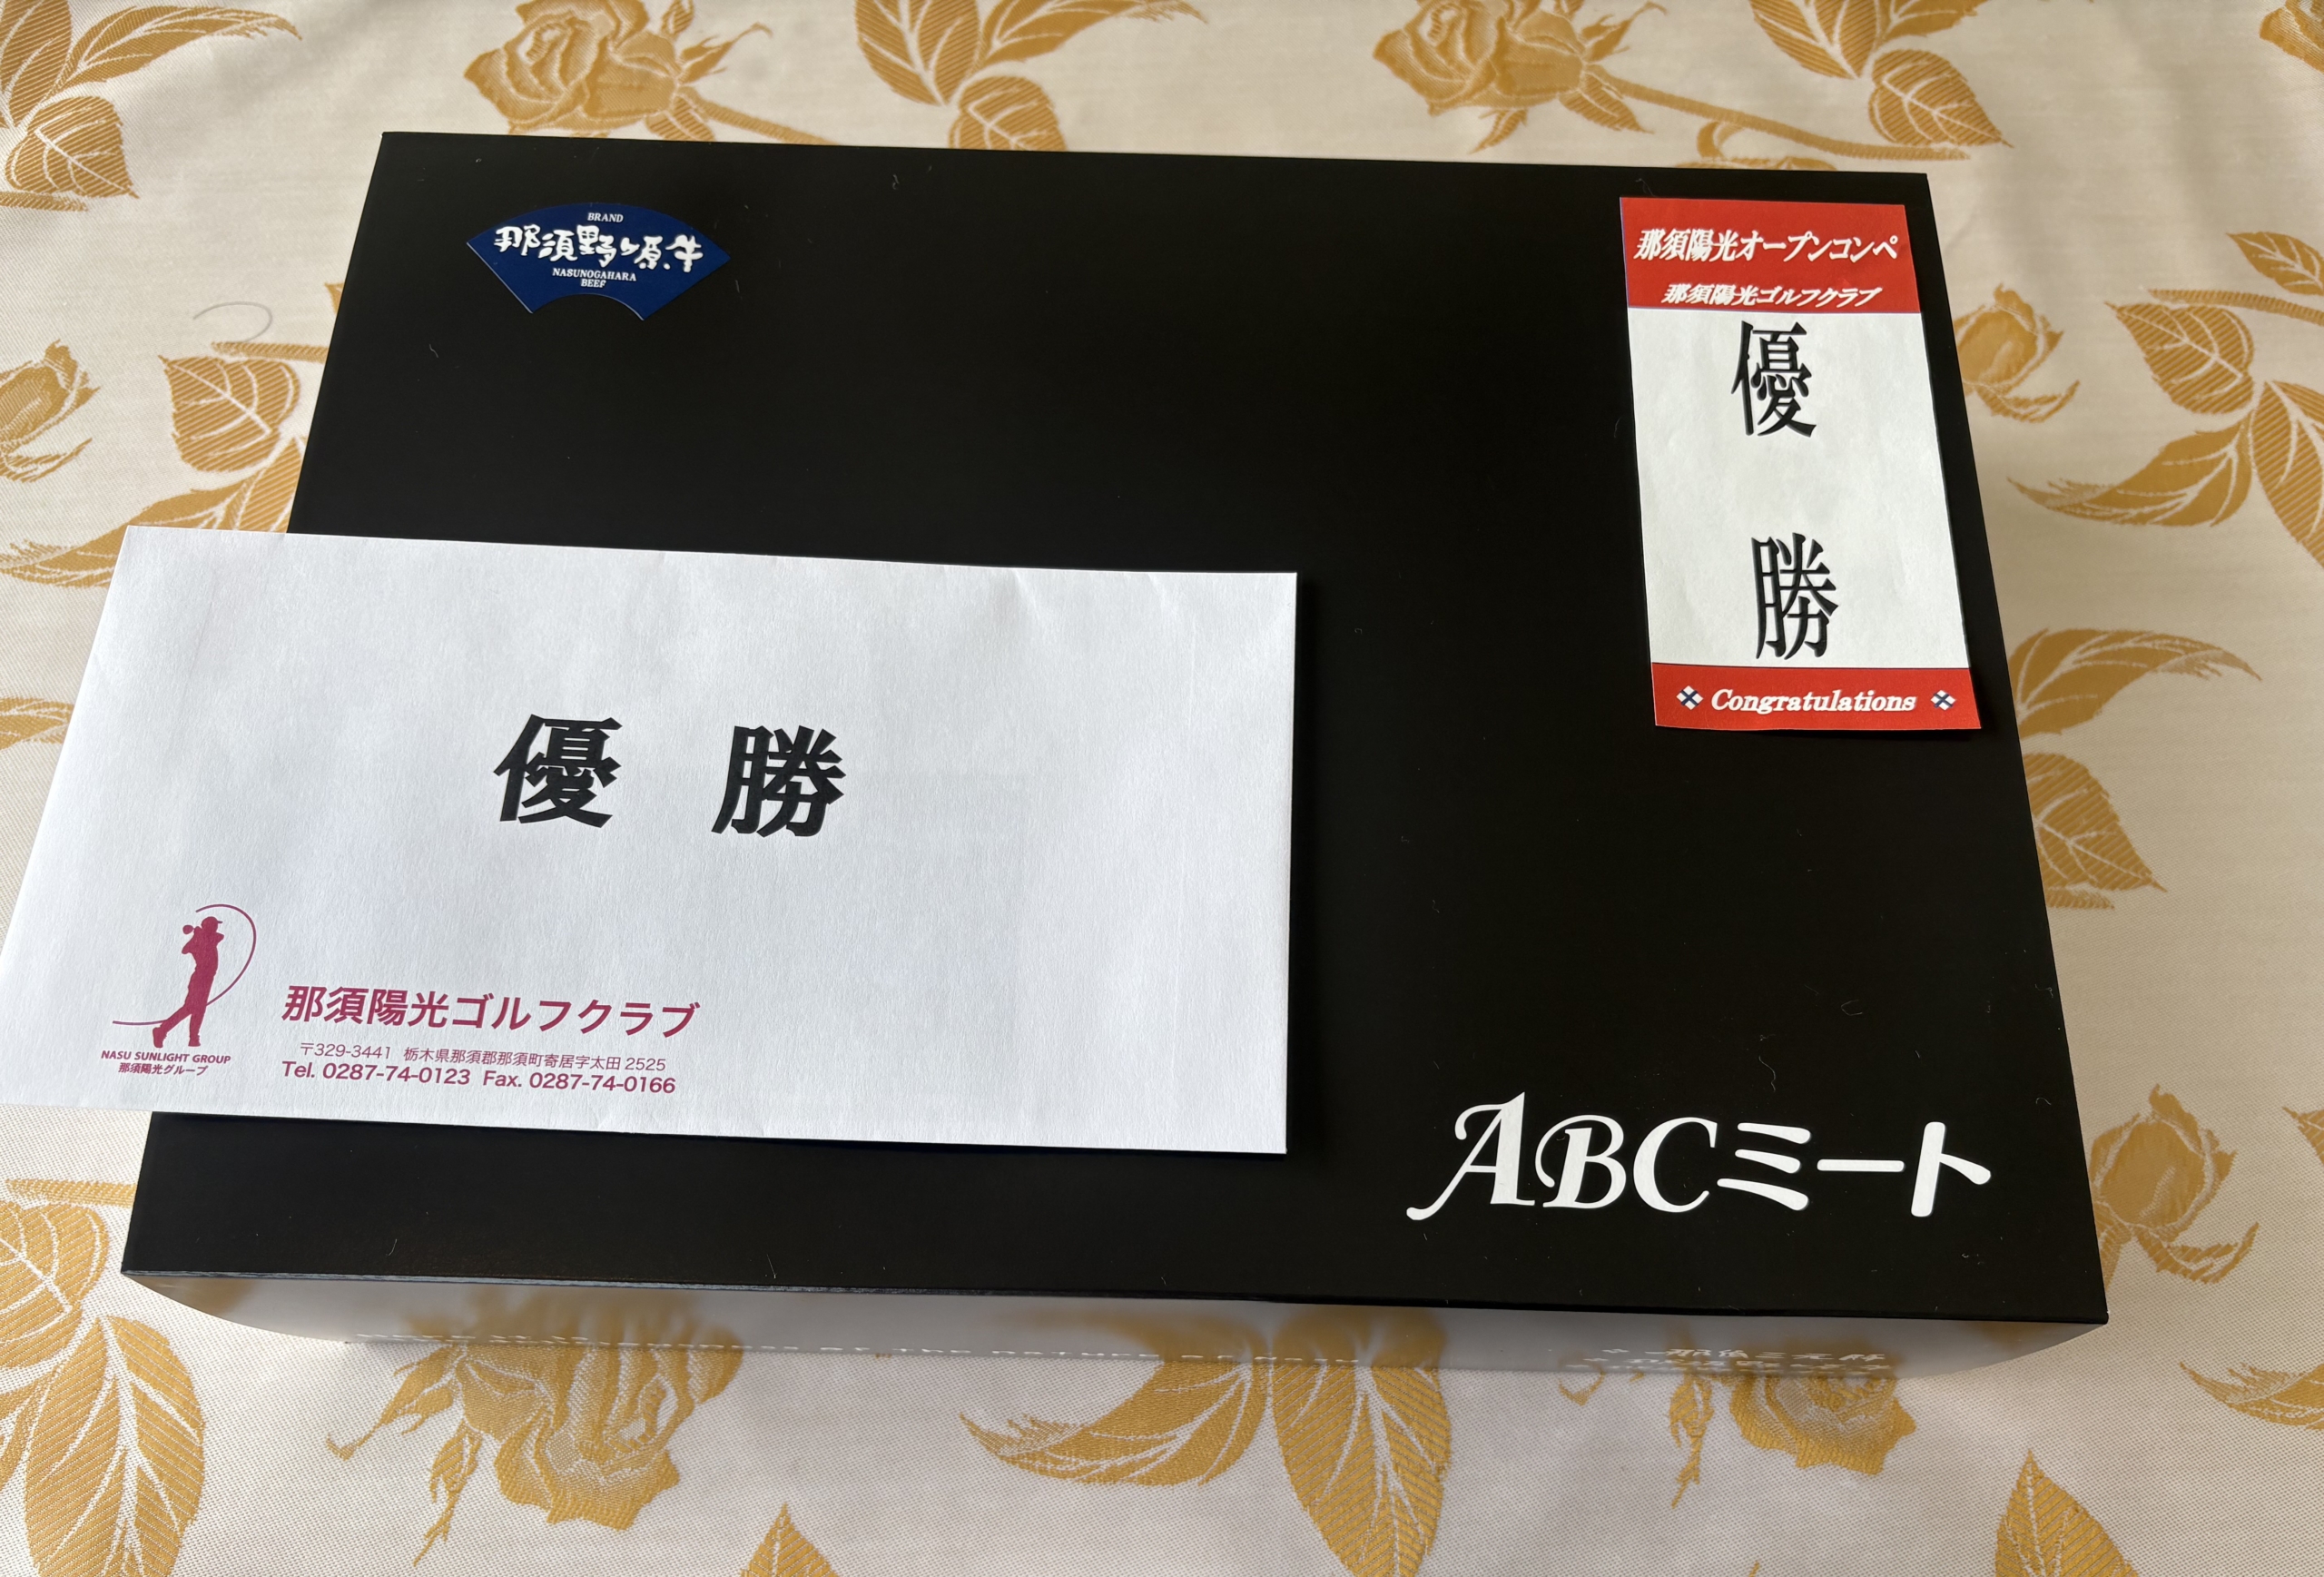 BRAND
那須野ヶ原牛
NASUNOGAHARA
BEEF
那須陽光オープンコンペ
那須陽光ゴルフクラブ
優
勝
Congratulations
優 勝
NASU SUNLIGHT GROUP
那須陽光グループ
那須陽光ゴルフクラブ
〒329-3441 栃木県那須郡那須町寄居字太田 2525
Tel. 0287-74-0123 Fax. 0287-74-0166
ABCミート